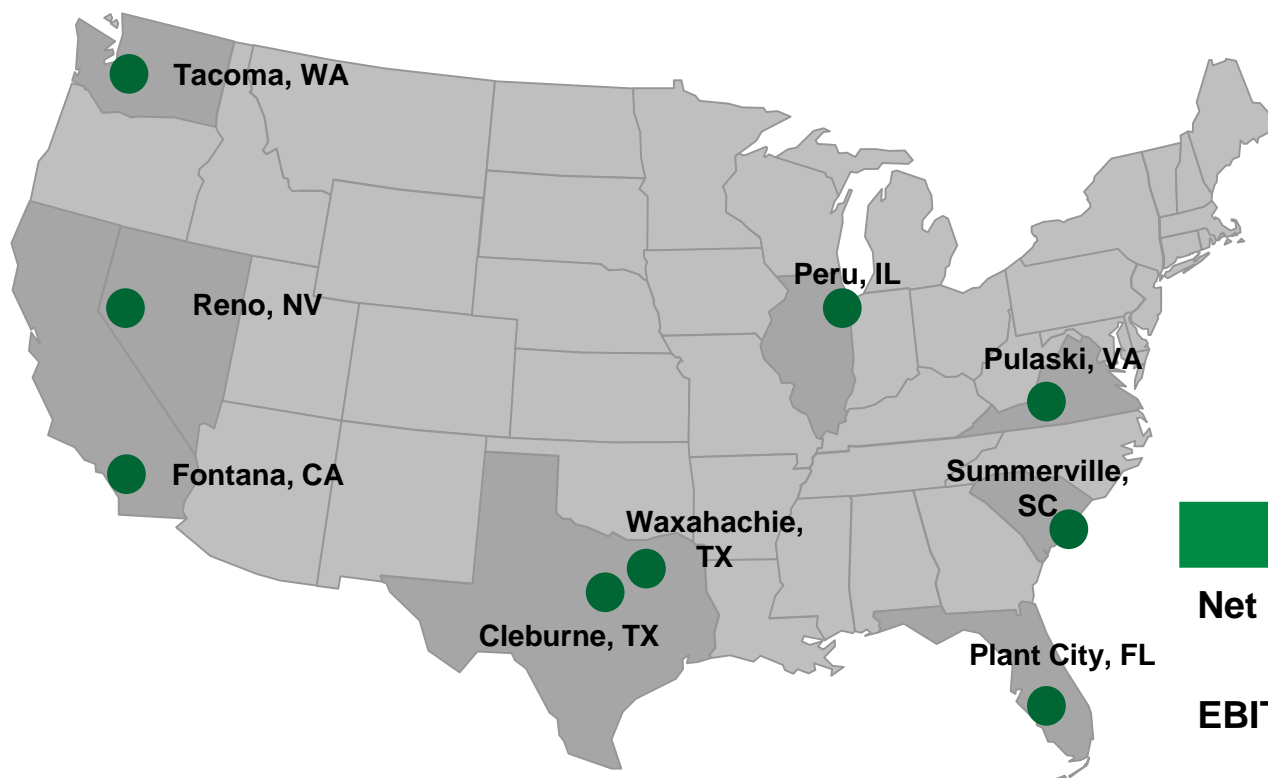 Tacoma, WA
Peru, IL
Reno, NV
Pulaski, VA
Fontana, CA
Summerville,
SC
Waxahachie,
TX
Net
Cleburne, TX
Plant City, FL
EBIT